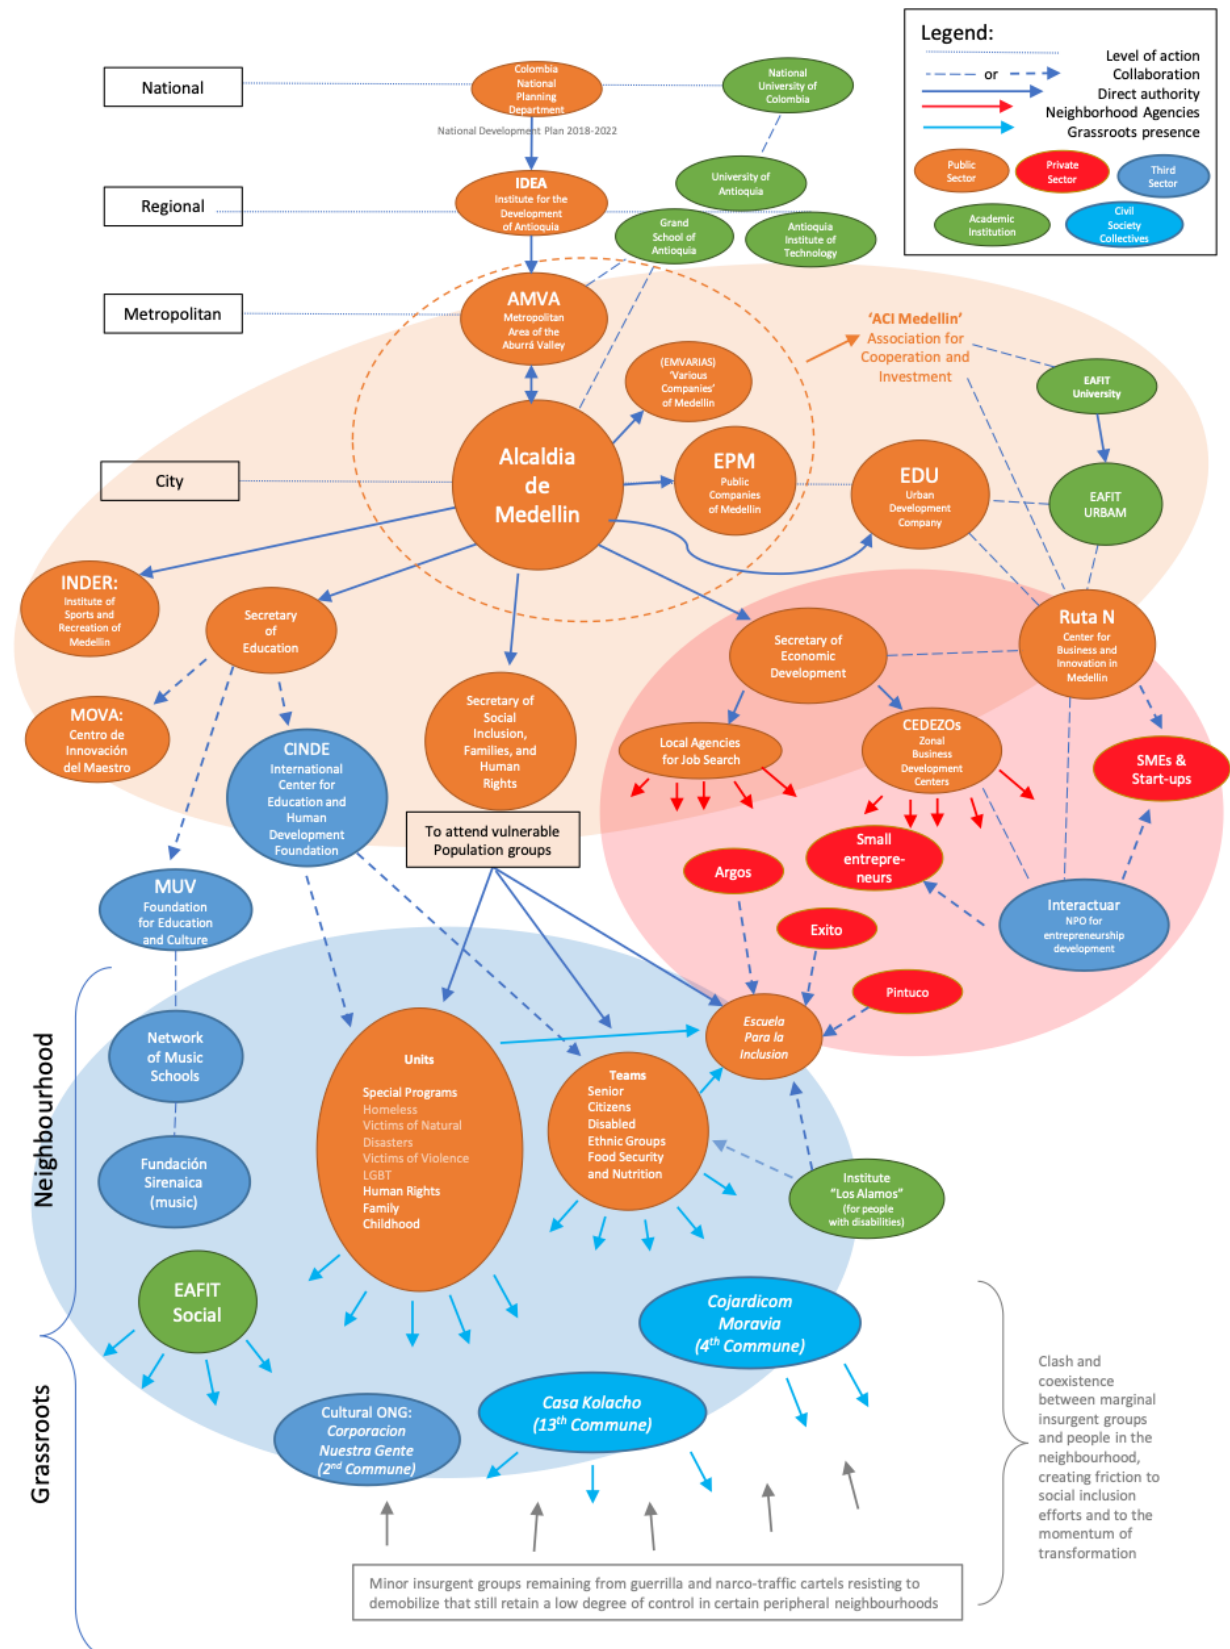 Legend:
Level of action
or
Collaboration
Direct authority
Neighborhood Agencies
Grassroots presence
Public
Sector
Private
Sector
Third
Sector
Academic
Institution
Civil
Society
Collectives
National
Colombia
National
Planning
Department
National
University of
Colombia
National Development Plan 2018-2022
Regional
IDEA
Institute for the
Development
of Antioquia
University of
Antioquia
Grand
School of
Antioquia
Antioquia
Institute of
Technology
Metropolitan
AMVA
Metropolitan
Area of the
Aburrá Valley
'ACI Medellin'
Association for
Cooperation and
Investment
(EMVARIAS)
'Various
Companies'
of Medellin
EAFIT
University
City
Alcaldia
de
Medellin
EPM
Public
Companies
of Medellin
EDU
Urban
Development
Company
EAFIT
URBAM
INDER:
Institute of
Sports and
Recreation of
Medellin
Secretary
of
Education
Secretary of
Economic
Development
Ruta N
Center for
Business and
Innovation in
Medellin
MOVA:
Centro de
Innovación
del Maestro
CINDE
International
Center for
Education and
Human
Development
Foundation
Secretary of
Social
Inclusion,
Families, and
Human
Rights
Local Agencies
for Job Search
CEDEZOs
Zonal
Business
Development
Centers
SMEs &
Start-ups
To attend vulnerable
Population groups
Small
entrepre-
neurs
Argos
MUV
Foundation
for Education
and Culture
Exito
Interactuar
NPO for
entrepreneurship
development
Pintuco
Neighbourhood
Network
of Music
Schools
Escuela
Para la
Inclusion
Units
Special Programs
Homeless
Victims of Natural
Disasters
Victims of Violence
LGBT
Human Rights
Family
Childhood
Teams
Senior
Citizens
Disabled
Ethnic Groups
Food Security
and Nutrition
Fundación
Sirenaica
(music)
Institute
"Los Alamos"
(for people
with disabilities)
EAFIT
Social
Cojardicom
Moravia
(4th Commune)
Grassroots
Cultural ONG:
Corporacion
Nuestra Gente
(2nd Commune)
Casa Kolacho
(13th Commune)
Clash and
coexistence
between marginal
insurgent groups
and people in the
neighbourhood,
creating friction to
social inclusion
efforts and to the
momentum of
transformation
Minor insurgent groups remaining from guerrilla and narco-traffic cartels resisting to
demobilize that still retain a low degree of control in certain peripheral neighbourhoods